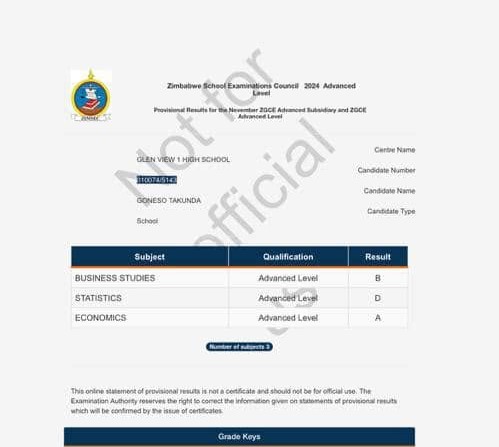 Zimbabwe School Examinations Council 2024 Advanced
Level
Provisional Results for the November ZGCE Advanced Subsidiary and ZGCE
Advanced Level
Centre Name
GLEN VIEW 1 HIGH SCHOOL
Candidate Number
310074/5143
Candidate Name
GONESO TAKUNDA
Candidate Type
School
Not for
official
Subject Qualification Result
BUSINESS STUDIES Advanced Level B
STATISTICS Advanced Level D
ECONOMICS Advanced Level A
Number of subjects 3
This online statement of provisional results is not a certificate and should not be for official use. The
Examination Authority reserves the right to correct the information given on statements of provisional results
which will be confirmed by the issue of certificates.
Grade Keys